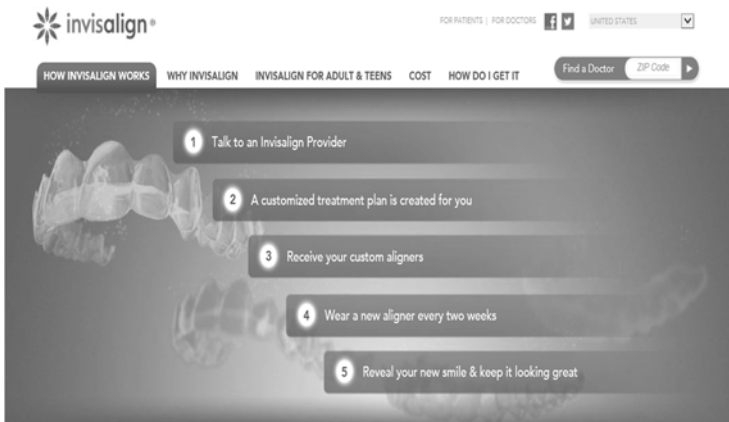 invisalign®
FOR PATIENTS | FOR DOCTORS
UNITED STATES
HOW INVISALIGN WORKS
WHY INVISALIGN
INVISALIGN FOR ADULT & TEENS
COST
HOW DO I GET IT
Find a Doctor
ZIP Code
1 Talk to an Invisalign Provider
2 A customized treatment plan is created for you
3 Receive your custom aligners
4 Wear a new aligner every two weeks
5 Reveal your new smile & keep it looking great